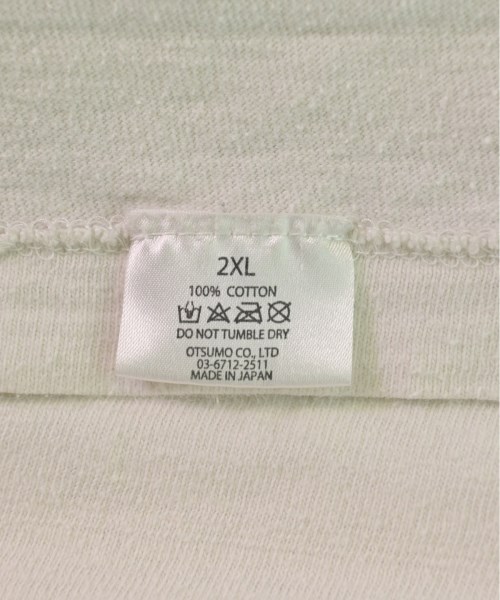 2XL
100% COTTON
DO NOT TUMBLE DRY
OTSUMO CO., LTD
03-6712-2511
MADE IN JAPAN